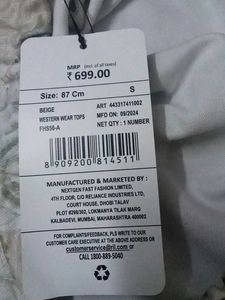 MRP (Incl. of all taxes)
₹ 699.00
Size: 87 Cm S
BEIGE ART 443317411002
WESTERN WEAR TOPS MFD ON: 09/2024
FHS56-A NET QTY : 1 NUMBER
8 909200 814511
MANUFACTURED & MARKETED BY :
NEXTGEN FAST FASHION LIMITED,
4TH FLOOR, C/O RELIANCE INDUSTRIES LTD,
COURT HOUSE, DHOBI TALAV
PLOT #299/302, LOKMANYA TILAK MARG
KALBADEVI, MUMBAI, MAHARASHTRA 400002
FOR COMPLAINTS/FEEDBACK, PLS WRITE TO OUR
CUSTOMER CARE EXECUTIVE AT THE ABOVE ADDRESS OR
customerservice@ril.com or
CALL 1800-889-5040